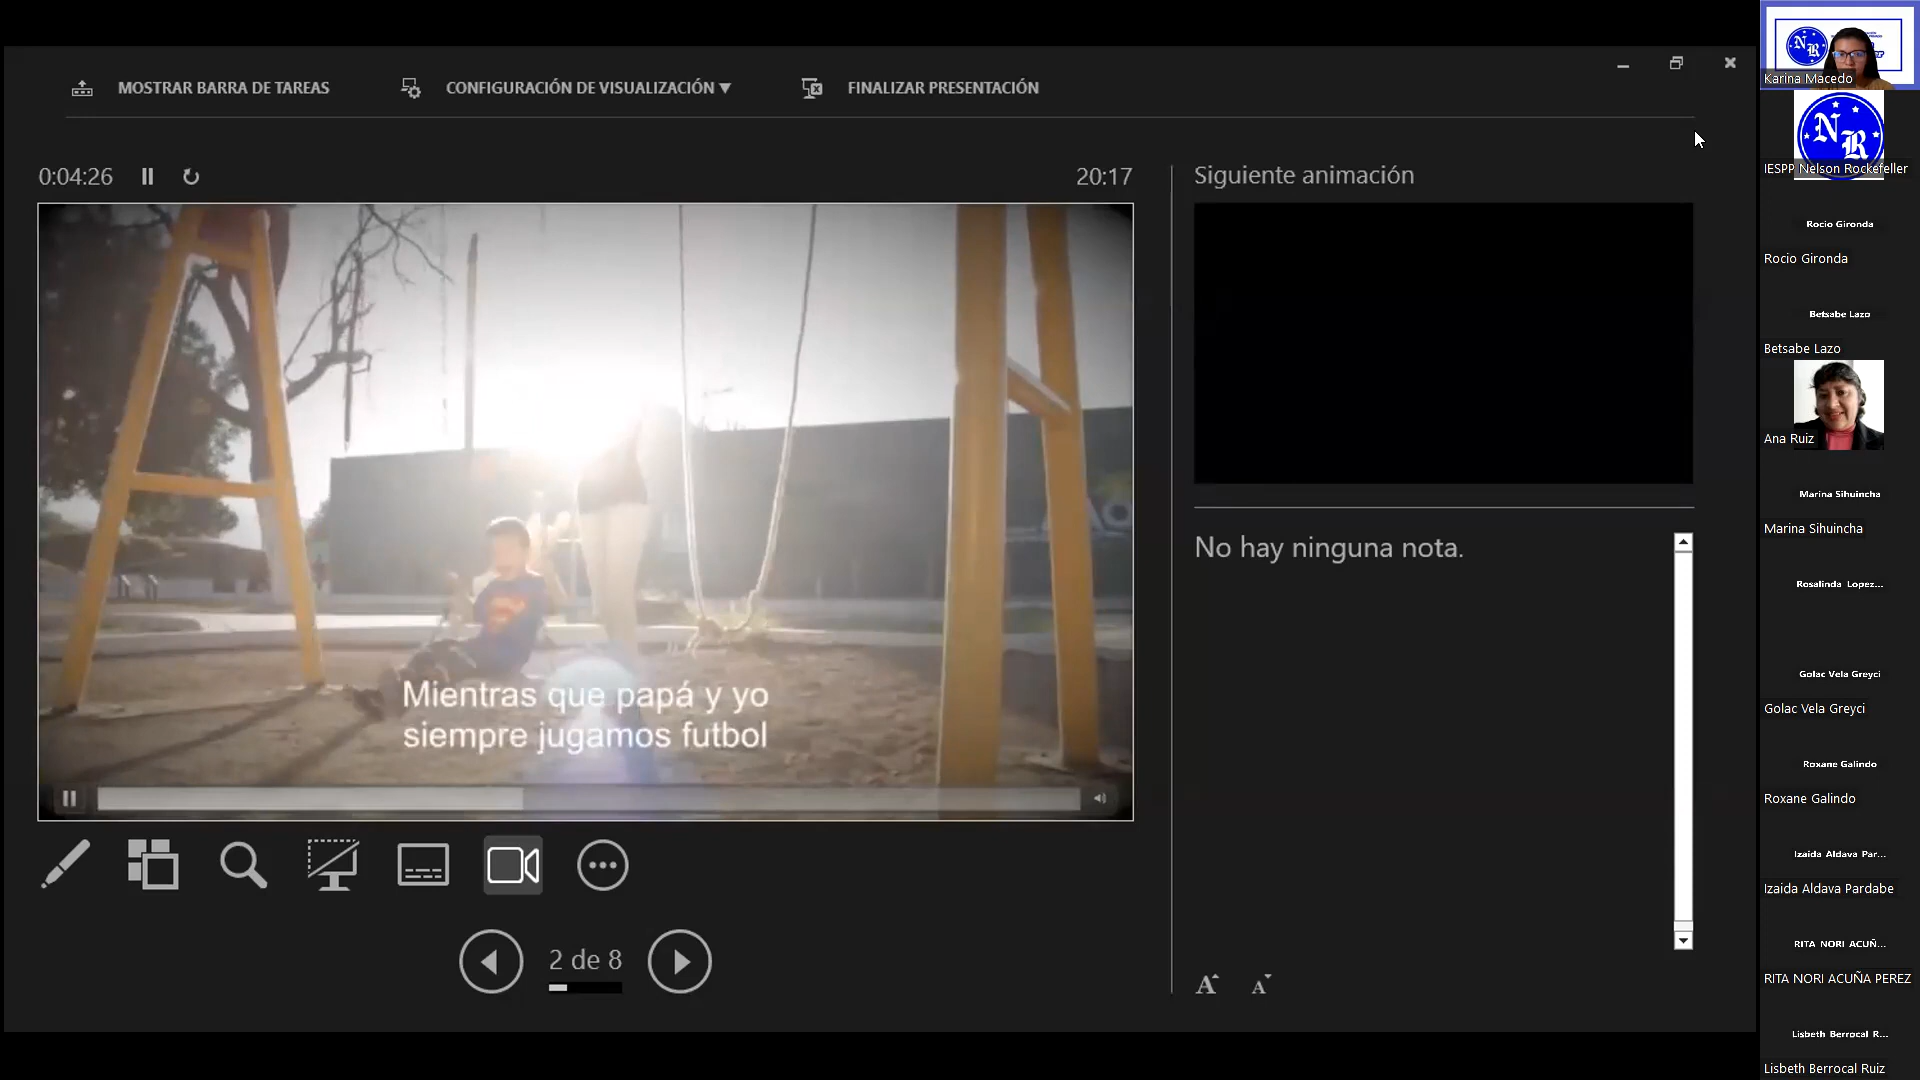 MOSTRAR BARRA DE TAREAS
CONFIGURACIÓN DE VISUALIZACIÓN ▼
FINALIZAR PRESENTACIÓN
0:04:26
20:17
Siguiente animación
Mientras que papá y yo
siempre jugamos futbol
No hay ninguna nota.
2 de 8
A
A
NR
Karina Macedo
NR
IESPP Nelson Rockefeller
Rocio Gironda
Rocio Gironda
Betsabe Lazo
Betsabe Lazo
Ana Ruiz
Marina Sihuincha
Marina Sihuincha
Rosalinda Lopez...
Golac Vela Greyci
Golac Vela Greyci
Roxane Galindo
Roxane Galindo
Izaida Aldava Par...
Izaida Aldava Pardabe
RITA NORI ACUÑ...
RITA NORI ACUÑA PEREZ
Lisbeth Berrocal R...
Lisbeth Berrocal Ruiz